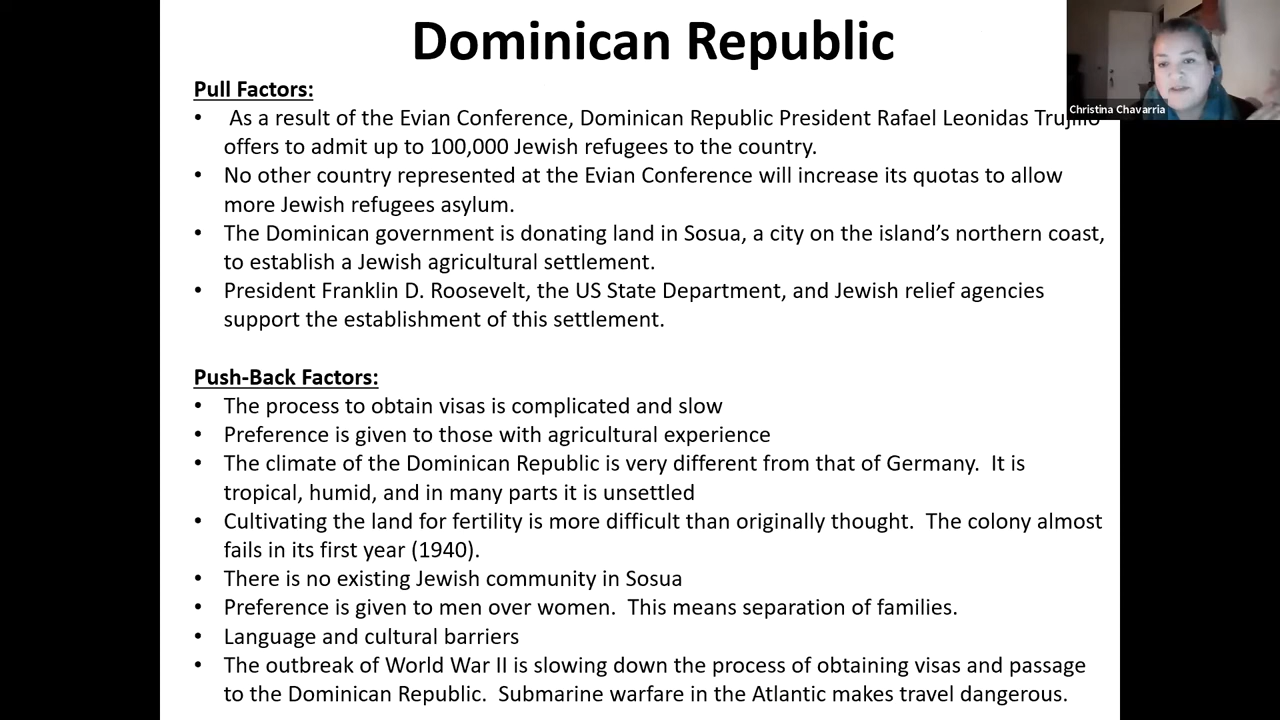 Dominican Republic
Christina Chavarria
Pull Factors:
• As a result of the Evian Conference, Dominican Republic President Rafael Leonidas Trujillo
offers to admit up to 100,000 Jewish refugees to the country.
• No other country represented at the Evian Conference will increase its quotas to allow
more Jewish refugees asylum.
• The Dominican government is donating land in Sosua, a city on the island's northern coast,
to establish a Jewish agricultural settlement.
• President Franklin D. Roosevelt, the US State Department, and Jewish relief agencies
support the establishment of this settlement.
Push-Back Factors:
• The process to obtain visas is complicated and slow
• Preference is given to those with agricultural experience
• The climate of the Dominican Republic is very different from that of Germany.  It is
tropical, humid, and in many parts it is unsettled
• Cultivating the land for fertility is more difficult than originally thought.  The colony almost
fails in its first year (1940).
• There is no existing Jewish community in Sosua
• Preference is given to men over women.  This means separation of families.
• Language and cultural barriers
• The outbreak of World War II is slowing down the process of obtaining visas and passage
to the Dominican Republic.  Submarine warfare in the Atlantic makes travel dangerous.